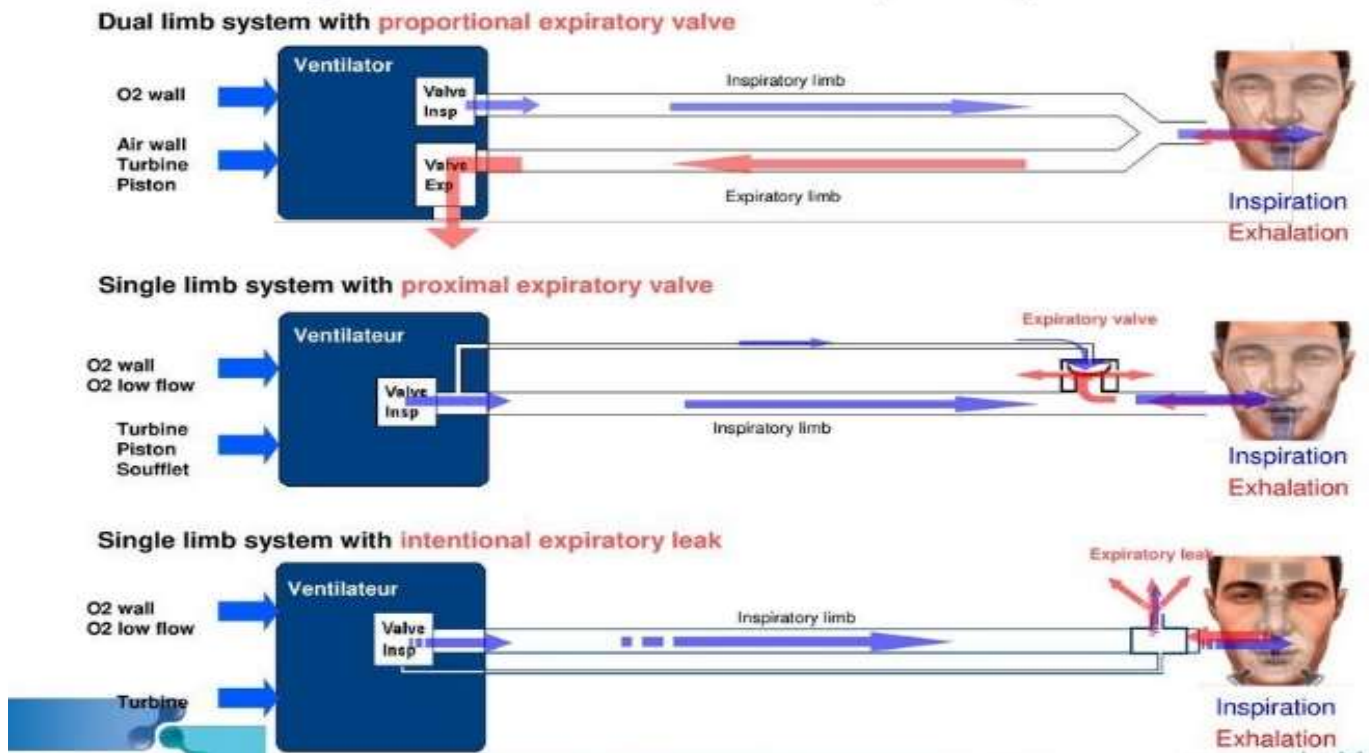 Dual limb system with proportional expiratory valve
Ventilator
O2 wall
Air wall
Turbine
Piston
Valve
Insp
Valve
Exp
Inspiratory limb
Expiratory limb
Inspiration
Exhalation
Single limb system with proximal expiratory valve
Ventilateur
O2 wall
O2 low flow
Turbine
Piston
Soufflet
Valve
Insp
Expiratory valve
Inspiratory limb
Inspiration
Exhalation
Single limb system with intentional expiratory leak
Ventilateur
O2 wall
O2 low flow
Turbine
Valve
Insp
Inspiratory limb
Expiratory leak
Inspiration
Exhalation